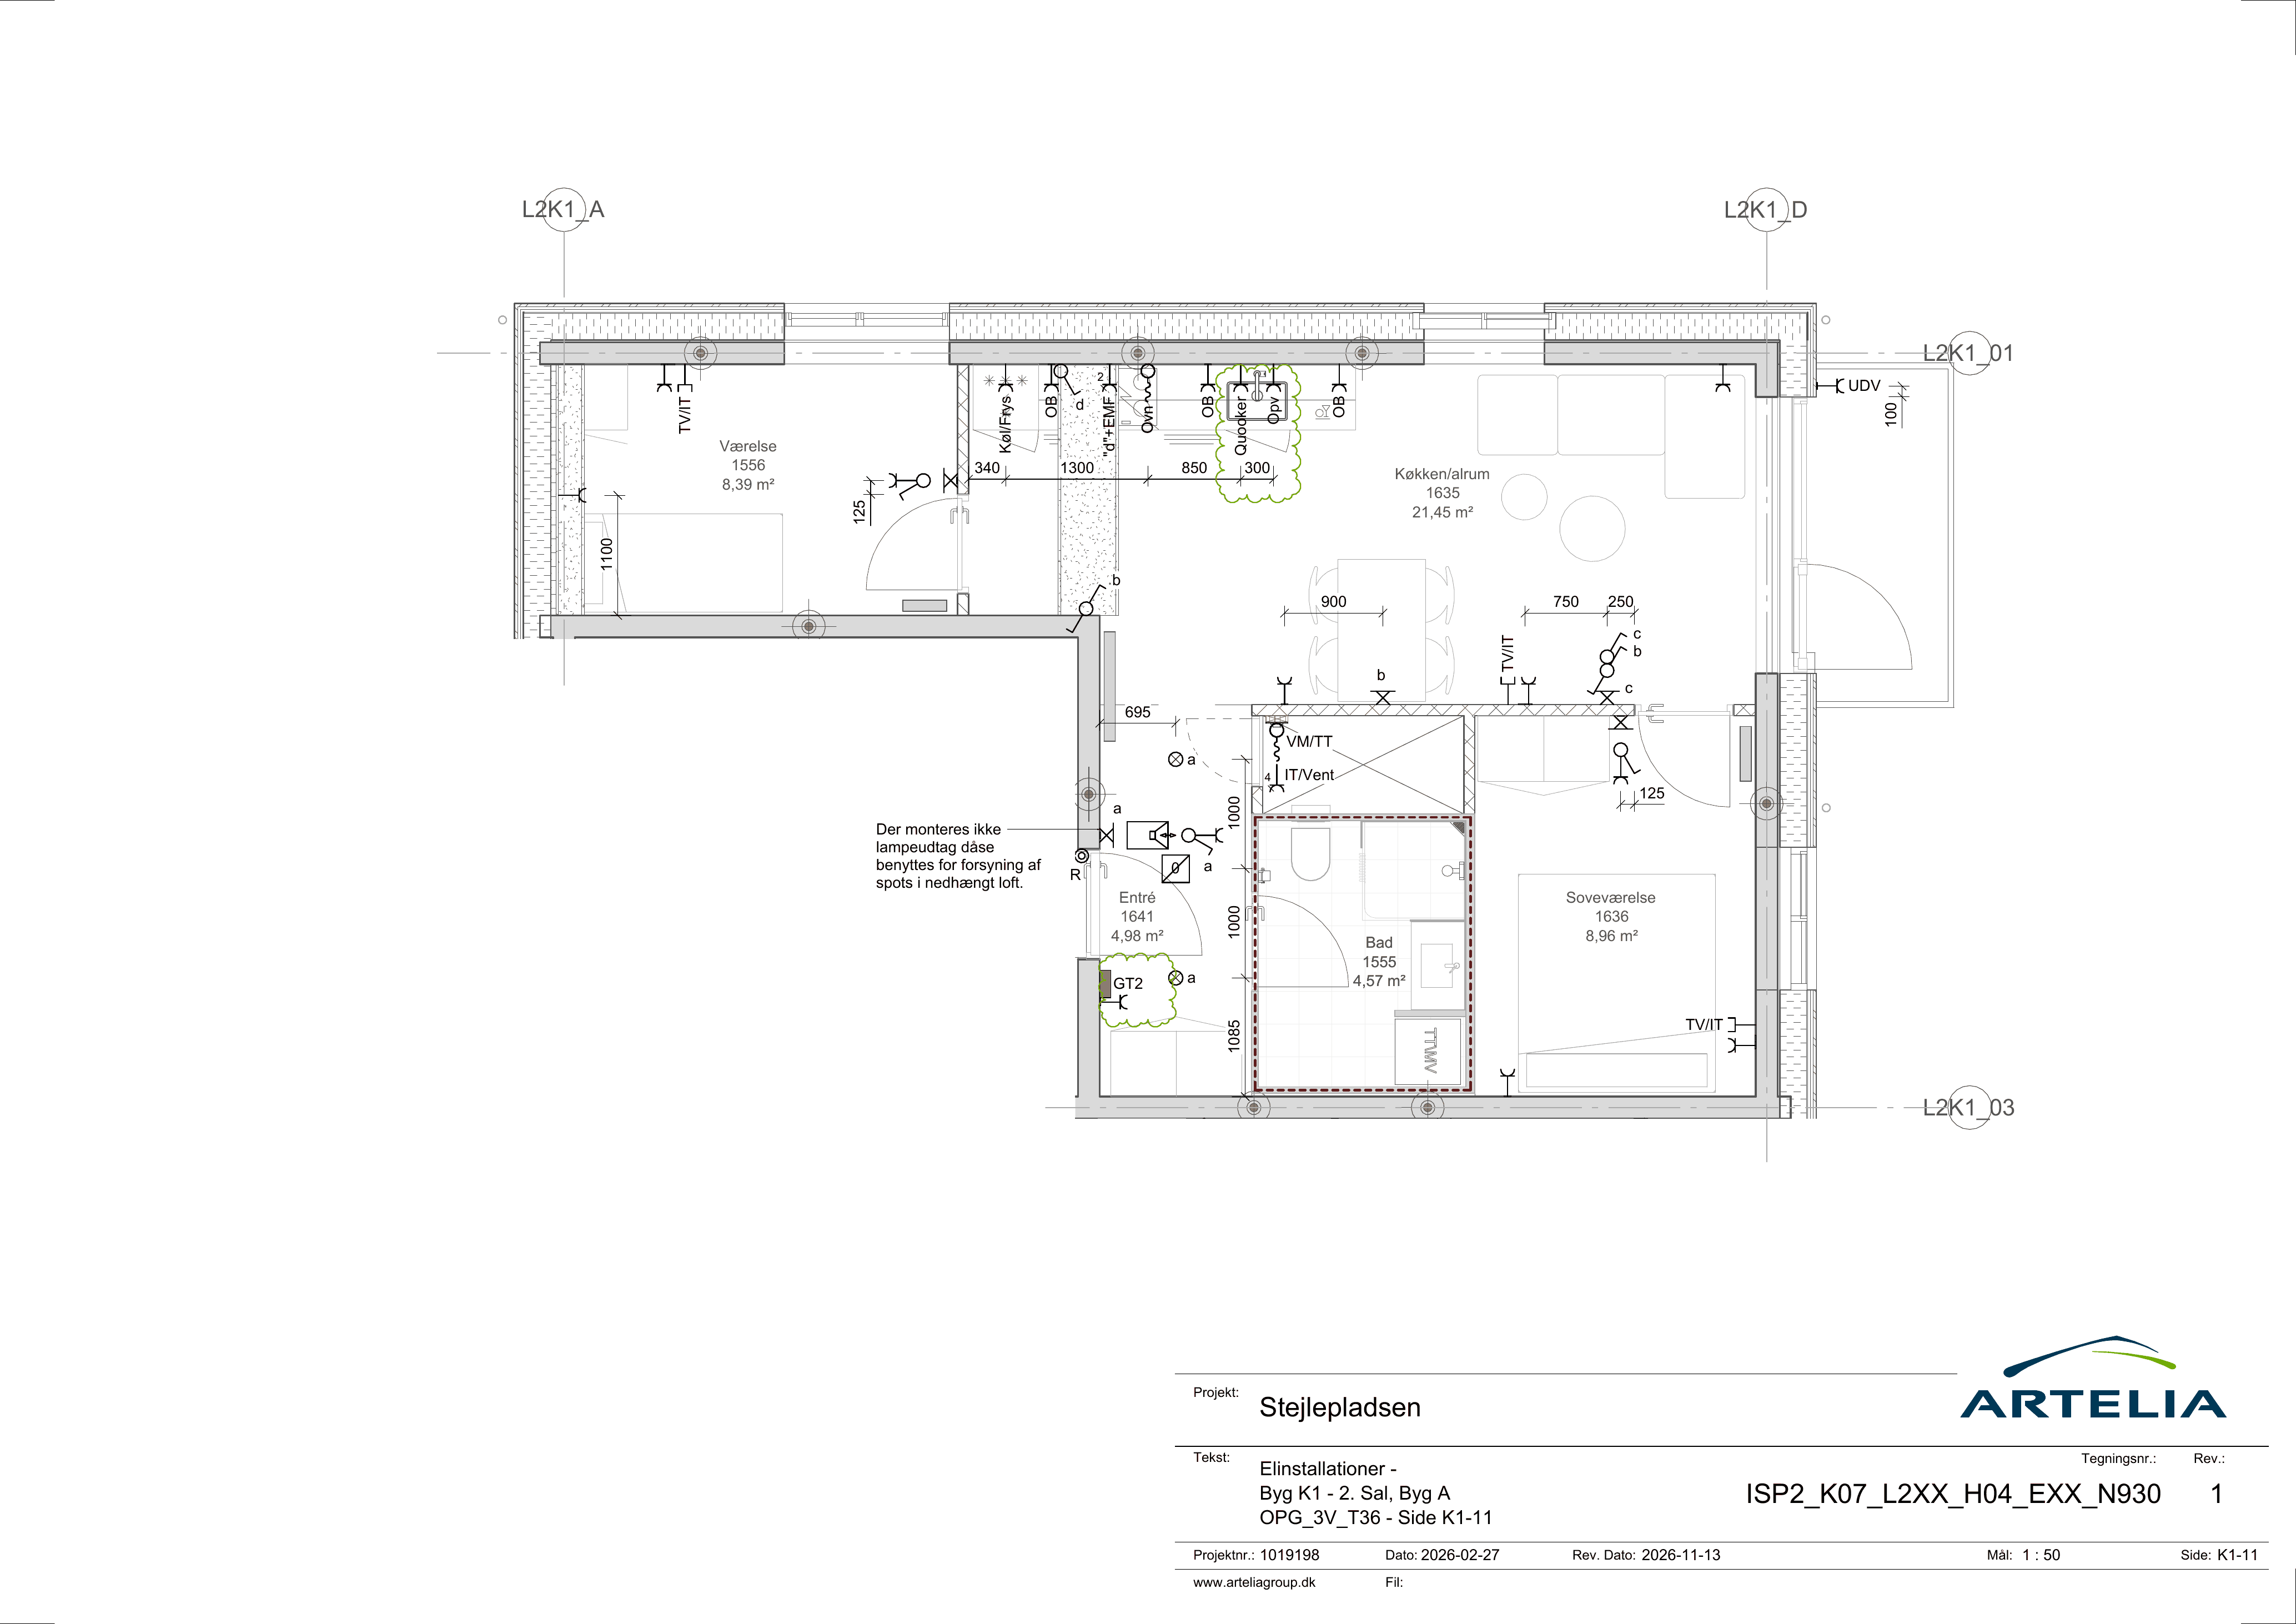 L2K1_A
L2K1_D
L2K1_01
UDV
100
TV/IT
Køl/Frys
OB
d
2
"d"+EMF
Ovn
OB
Quooker
Opv
OB
Værelse
1556
8,39 m²
340
1300
850
300
Køkken/alrum
1635
21,45 m²
125
1100
b
900
750
250
TV/IT
c
b
b
c
695
a
VM/TT
4
IT/Vent
125
1000
a
Der monteres ikke
lampeudtag dåse
benyttes for forsyning af
spots i nedhængt loft.
R
0
a
Entré
1641
4,98 m²
Soveværelse
1636
8,96 m²
1000
Bad
1555
4,57 m²
GT2
a
1085
TT\MV
TV/IT
L2K1_03
ARTELIA
Projekt:
Stejlepladsen
Tekst:
Elinstallationer -
Byg K1 - 2. Sal, Byg A
OPG_3V_T36 - Side K1-11
Tegningsnr.:
Rev.:
ISP2_K07_L2XX_H04_EXX_N930
1
Projektnr.: 1019198
Dato: 2026-02-27
Rev. Dato: 2026-11-13
Mål: 1 : 50
Side: K1-11
www.arteliagroup.dk
Fil: